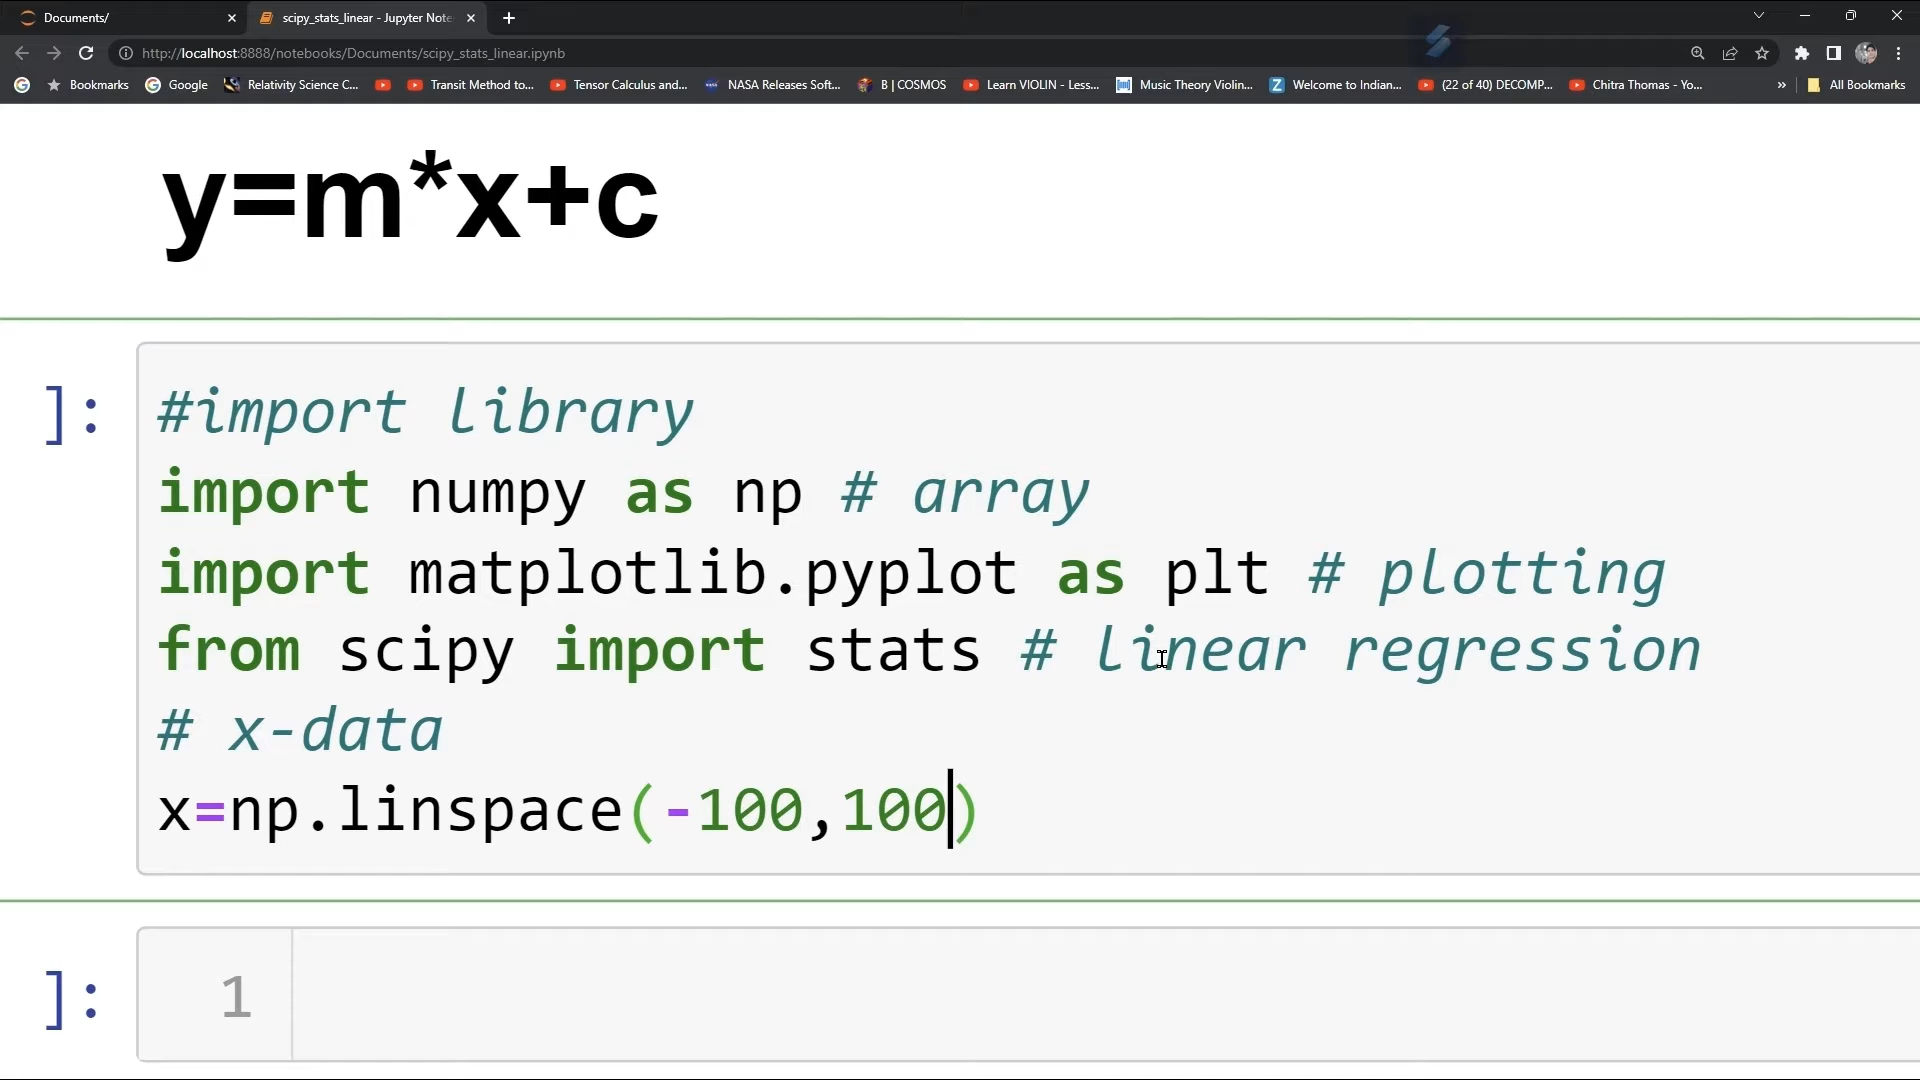 Documents/
scipy_stats_linear - Jupyter Note
http://localhost:8888/notebooks/Documents/scipy_stats_linear.ipynb
Bookmarks Google Relativity Science C... Transit Method to... Tensor Calculus and... NASA Releases Soft... B | COSMOS Learn VIOLIN - Less... Music Theory Violin... Welcome to Indian... (22 of 40) DECOMP... Chitra Thomas - Yo... » All Bookmarks
y=m*x+c
]:
#import library
import numpy as np # array
import matplotlib.pyplot as plt # plotting
from scipy import stats # linear regression
# x-data
x=np.linspace(-100,100)
]:
1